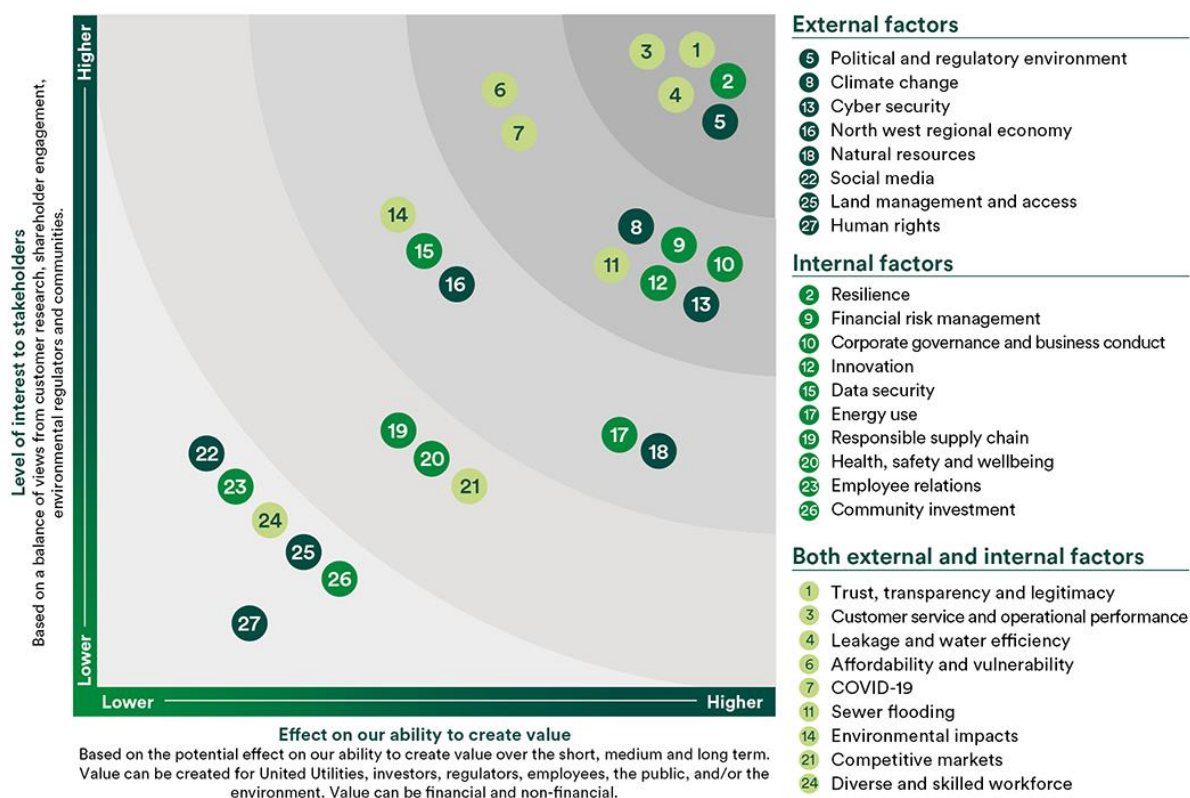 Level of interest to stakeholders
Based on a balance of views from customer research, shareholder engagement,
environmental regulators and communities.
Higher
Lower
3
1
2
4
5
6
7
14
15
16
8
9
10
11
12
13
19
20
21
17
18
22
23
24
25
26
27
Lower
Higher
Effect on our ability to create value
Based on the potential effect on our ability to create value over the short, medium and long term.
Value can be created for United Utilities, investors, regulators, employees, the public, and/or the
environment. Value can be financial and non-financial.
External factors
5 Political and regulatory environment
8 Climate change
13 Cyber security
16 North west regional economy
18 Natural resources
22 Social media
25 Land management and access
27 Human rights
Internal factors
2 Resilience
9 Financial risk management
10 Corporate governance and business conduct
12 Innovation
15 Data security
17 Energy use
19 Responsible supply chain
20 Health, safety and wellbeing
23 Employee relations
26 Community investment
Both external and internal factors
1 Trust, transparency and legitimacy
3 Customer service and operational performance
4 Leakage and water efficiency
6 Affordability and vulnerability
7 COVID-19
11 Sewer flooding
14 Environmental impacts
21 Competitive markets
24 Diverse and skilled workforce